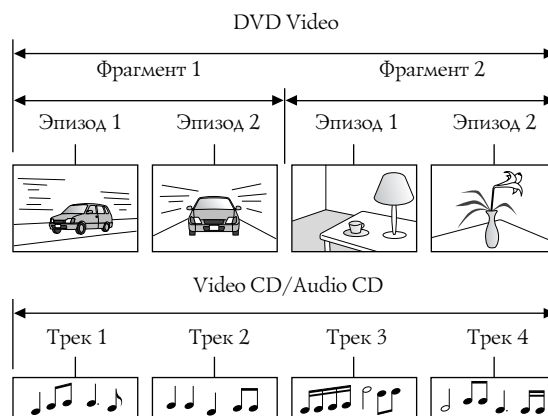 DVD Video
Фрагмент 1 Фрагмент 2
Эпизод 1 Эпизод 2 Эпизод 1 Эпизод 2
Video CD/Audio CD
Трек 1 Трек 2 Трек 3 Трек 4